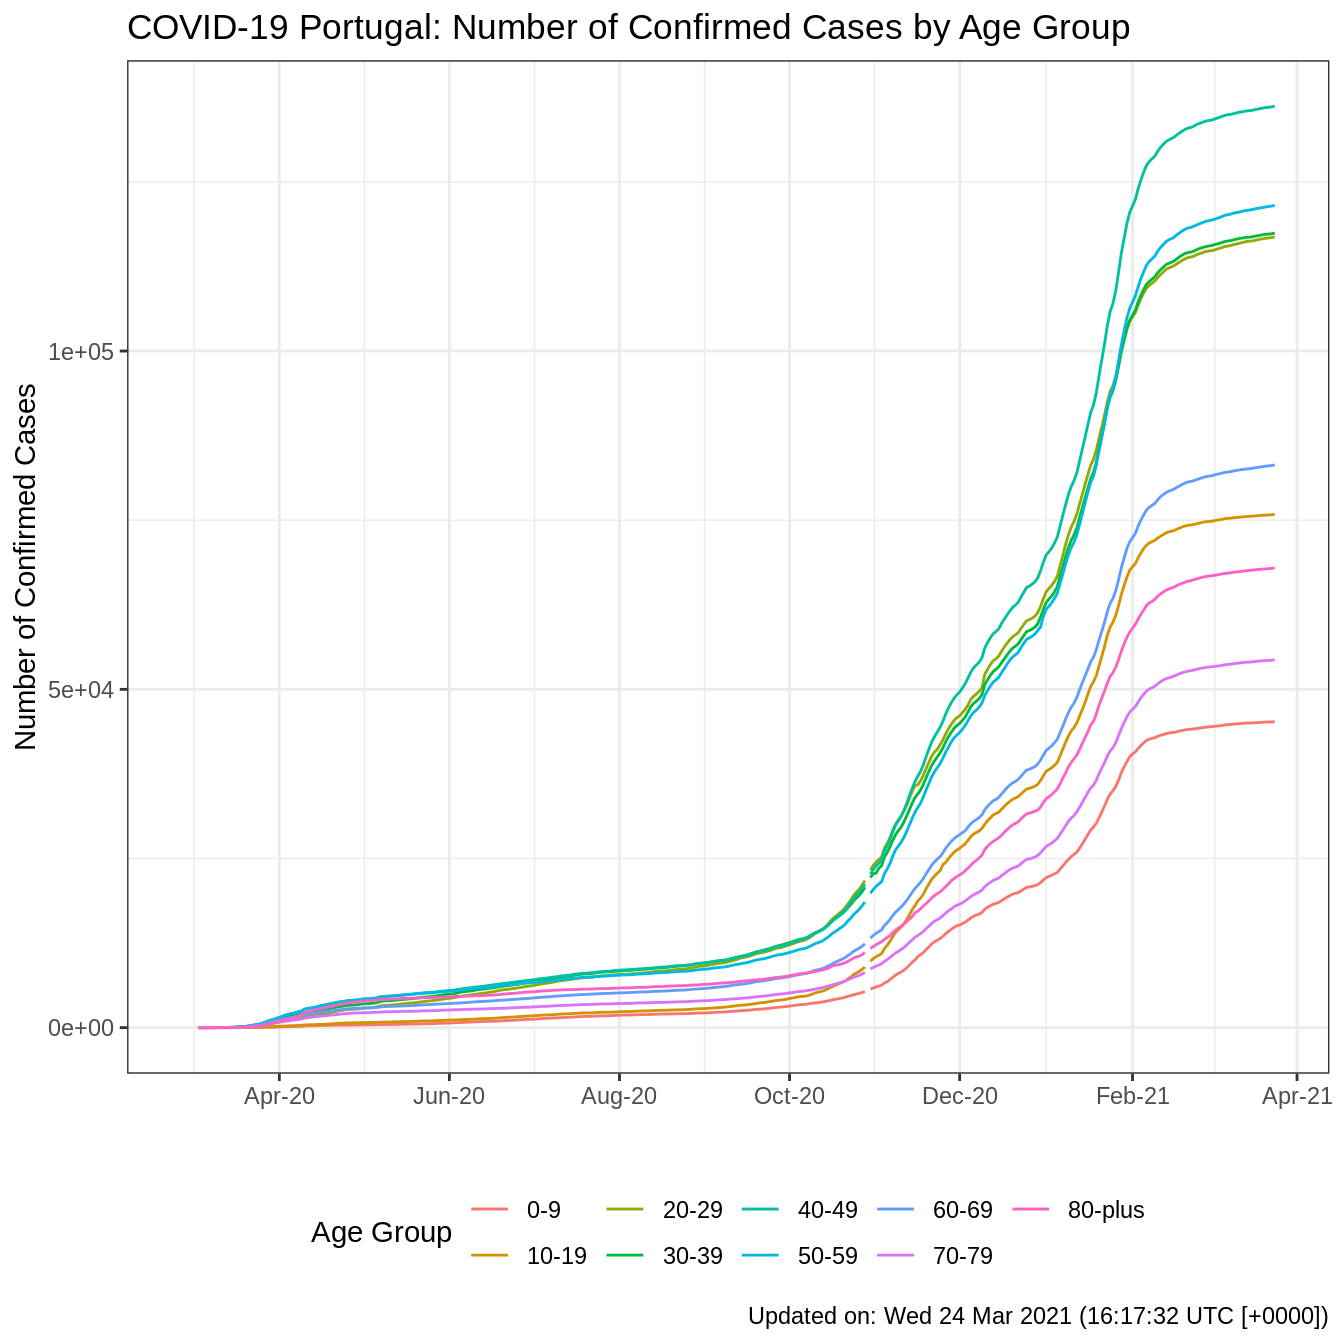 COVID-19 Portugal: Number of Confirmed Cases by Age Group
Number of Confirmed Cases
1e+05
5e+04
0e+00
Apr-20 Jun-20 Aug-20 Oct-20 Dec-20 Feb-21 Apr-21
Age Group
0-9 20-29 40-49 60-69 80-plus
10-19 30-39 50-59 70-79
Updated on: Wed 24 Mar 2021 (16:17:32 UTC [+0000])